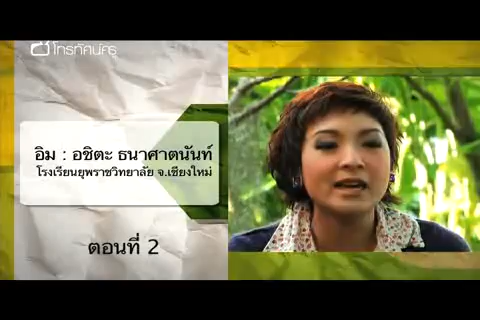 โทรทัศน์ครู
อิม : อชิตะ ธนาศาตนันท์
โรงเรียนยุพราชวิทยาลัย จ.เชียงใหม่
ตอนที่ 2